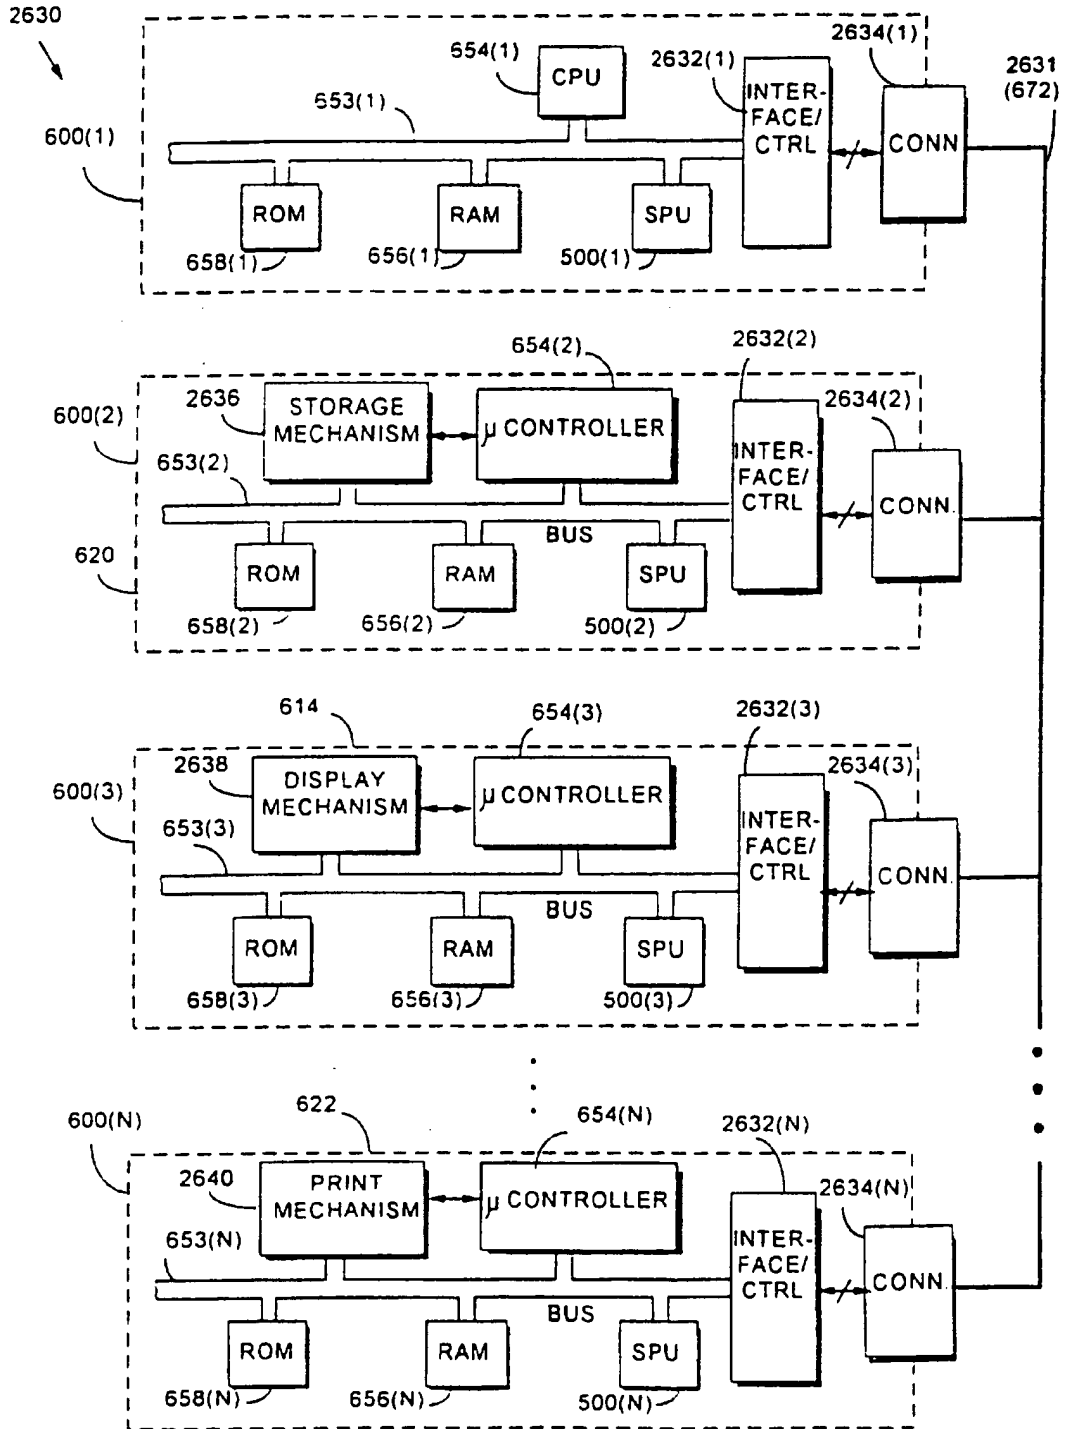 2630
654(1)
2632(1)
2634(1)
2631
(672)
CPU
INTER-
FACE/
CTRL
653(1)
600(1)
CONN
ROM
RAM
SPU
658(1)
656(1)
500(1)
654(2)
2632(2)
2636
STORAGE
MECHANISM
μ CONTROLLER
2634(2)
600(2)
INTER-
FACE/
CTRL
653(2)
CONN.
BUS
620
ROM
RAM
SPU
658(2)
656(2)
500(2)
614
654(3)
2632(3)
2638
DISPLAY
MECHANISM
μ CONTROLLER
2634(3)
600(3)
INTER-
FACE/
CTRL
653(3)
CONN.
BUS
ROM
RAM
SPU
658(3)
656(3)
500(3)
622
600(N)
654(N)
2632(N)
2640
PRINT
MECHANISM
μ CONTROLLER
2634(N)
653(N)
INTER-
FACE/
CTRL
CONN.
BUS
ROM
RAM
SPU
658(N)
656(N)
500(N)